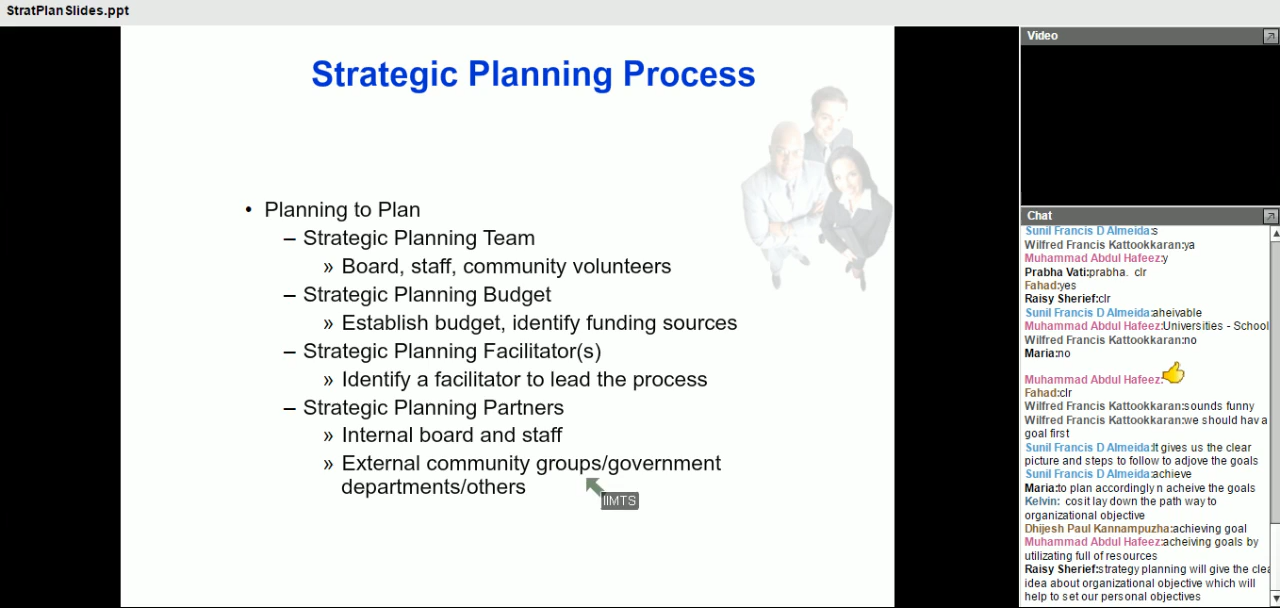 StratPlanSlides.ppt
Strategic Planning Process
• Planning to Plan
– Strategic Planning Team
» Board, staff, community volunteers
– Strategic Planning Budget
» Establish budget, identify funding sources
– Strategic Planning Facilitator(s)
» Identify a facilitator to lead the process
– Strategic Planning Partners
» Internal board and staff
» External community groups/government
departments/others
IIMTS
Video
Chat
Sunil Francis D Almeida:s
Wilfred Francis Kattookkaran:ya
Muhammad Abdul Hafeez:y
Prabha Vati:prabha. clr
Fahad:yes
Raisy Sherief:clr
Sunil Francis D Almeida:aheivable
Muhammad Abdul Hafeez:Universities - School
Wilfred Francis Kattookkaran:no
Maria:no
Muhammad Abdul Hafeez:
Fahad:clr
Wilfred Francis Kattookkaran:sounds funny
Wilfred Francis Kattookkaran:we should hav a
goal first
Sunil Francis D Almeida:It gives us the clear
picture and steps to follow to adjove the goals
Sunil Francis D Almeida:achieve
Maria:to plan accordingly n acheive the goals
Kelvin: cos it lay down the path way to
organizational objective
Dhijesh Paul Kannampuzha:achieving goal
Muhammad Abdul Hafeez:acheiving goals by
utilizating full of resources
Raisy Sherief:strategy planning will give the clea
idea about organizational objective which will
help to set our personal objectives